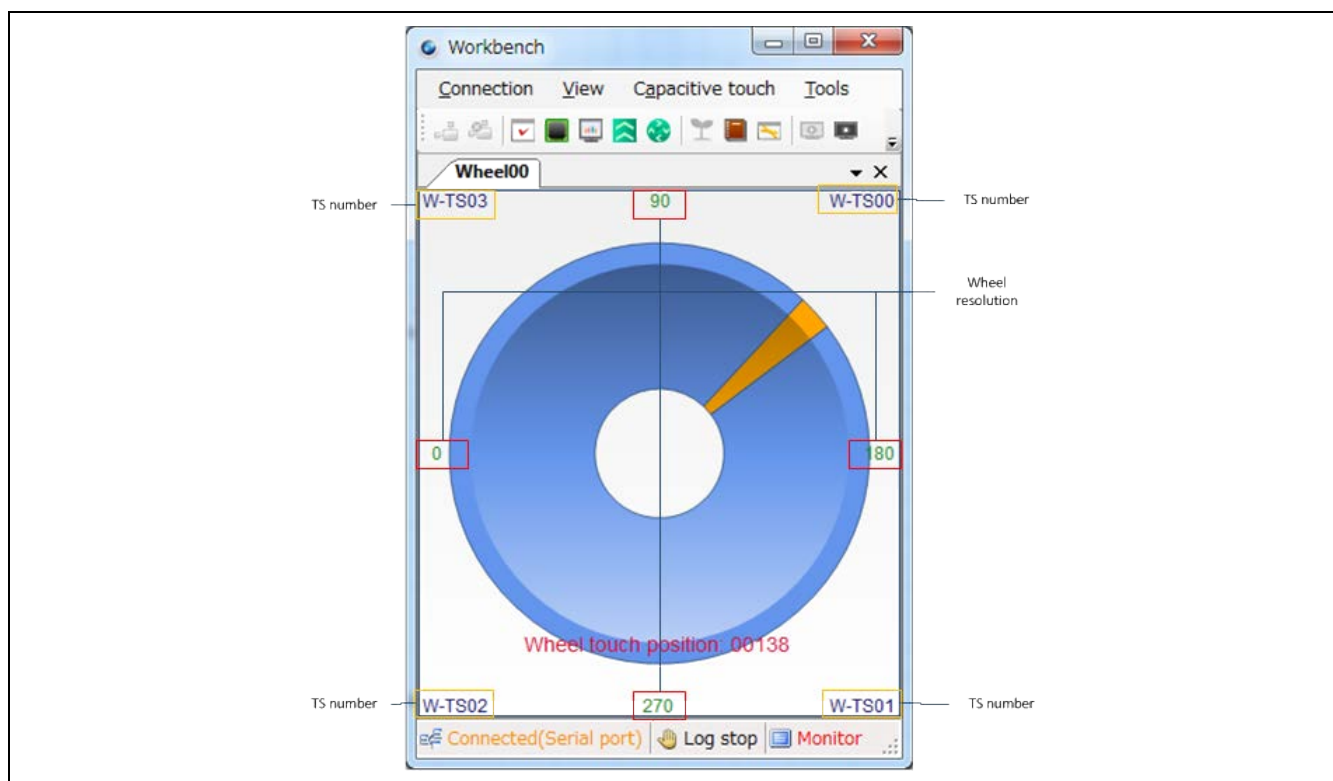 Workbench
Connection View Capacitive touch Tools
Wheel00
TS number
W-TS03
90
W-TS00
TS number
Wheel
resolution
0
180
Wheel touch position: 00138
TS number
W-TS02
270
W-TS01
TS number
Connected(Serial port) Log stop Monitor